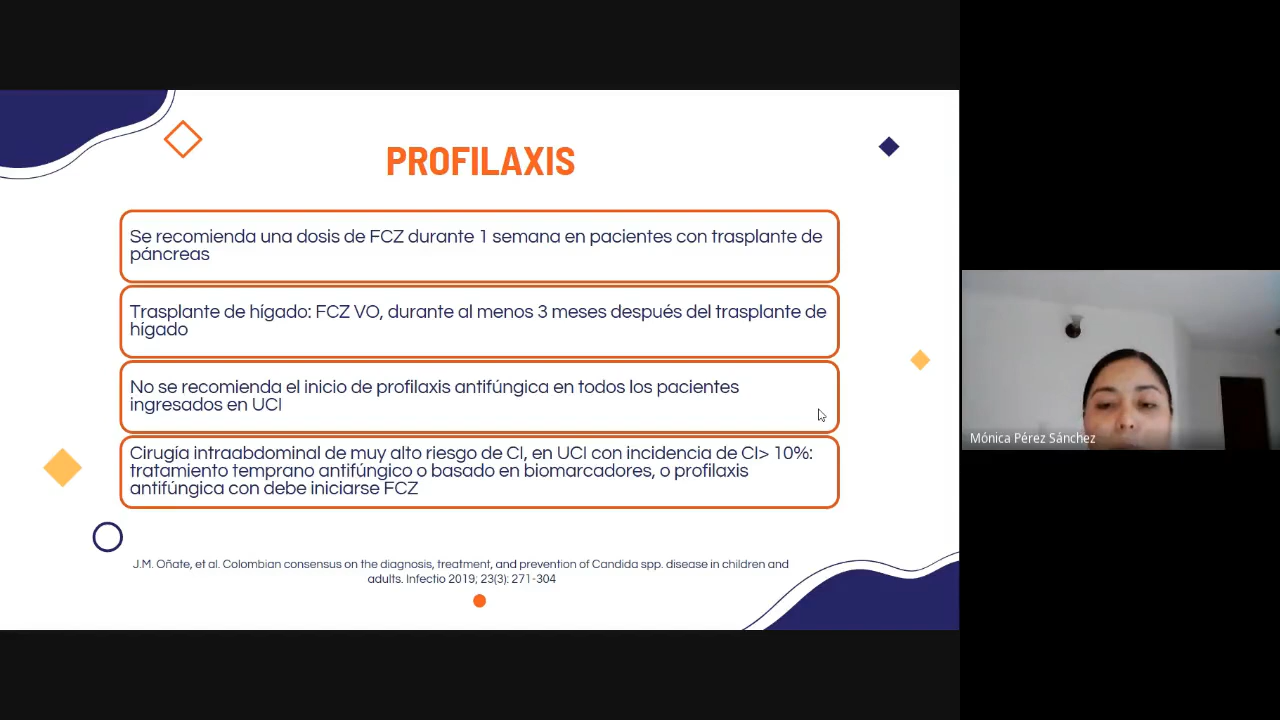 PROFILAXIS
Se recomienda una dosis de FCZ durante 1 semana en pacientes con trasplante de
páncreas
Trasplante de hígado: FCZ VO, durante al menos 3 meses después del trasplante de
hígado
No se recomienda el inicio de profilaxis antifúngica en todos los pacientes
ingresados en UCI
Cirugía intraabdominal de muy alto riesgo de CI, en UCI con incidencia de CI> 10%:
tratamiento temprano antifúngico o basado en biomarcadores, o profilaxis
antifúngica con debe iniciarse FCZ
J.M. Oñate, et al. Colombian consensus on the diagnosis, treatment, and prevention of Candida spp. disease in children and
adults. Infectio 2019; 23(3): 271-304
Mónica Pérez Sánchez